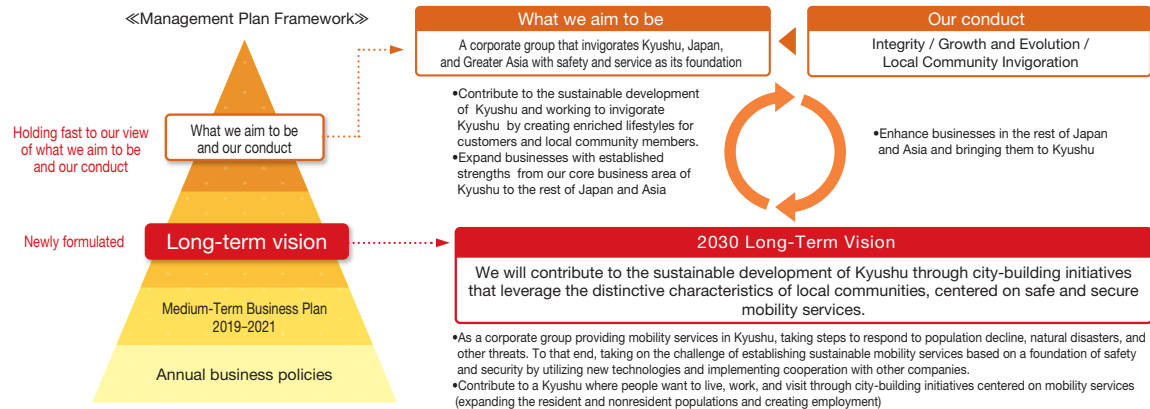 ≪Management Plan Framework≫
What we aim to be
and our conduct
Holding fast to our view
of what we aim to be
and our conduct
Newly formulated
Long-term vision
Medium-Term Business Plan
2019–2021
Annual business policies
What we aim to be
A corporate group that invigorates Kyushu, Japan,
and Greater Asia with safety and service as its foundation
Our conduct
Integrity / Growth and Evolution /
Local Community Invigoration
•Contribute to the sustainable development
of Kyushu and working to invigorate
Kyushu by creating enriched lifestyles for
customers and local community members.
•Expand businesses with established
strengths from our core business area of
Kyushu to the rest of Japan and Asia
•Enhance businesses in the rest of Japan
and Asia and bringing them to Kyushu
2030 Long-Term Vision
We will contribute to the sustainable development of Kyushu through city-building initiatives
that leverage the distinctive characteristics of local communities, centered on safe and secure
mobility services.
•As a corporate group providing mobility services in Kyushu, taking steps to respond to population decline, natural disasters, and
other threats. To that end, taking on the challenge of establishing sustainable mobility services based on a foundation of safety
and security by utilizing new technologies and implementing cooperation with other companies.
•Contribute to a Kyushu where people want to live, work, and visit through city-building initiatives centered on mobility services
(expanding the resident and nonresident populations and creating employment)